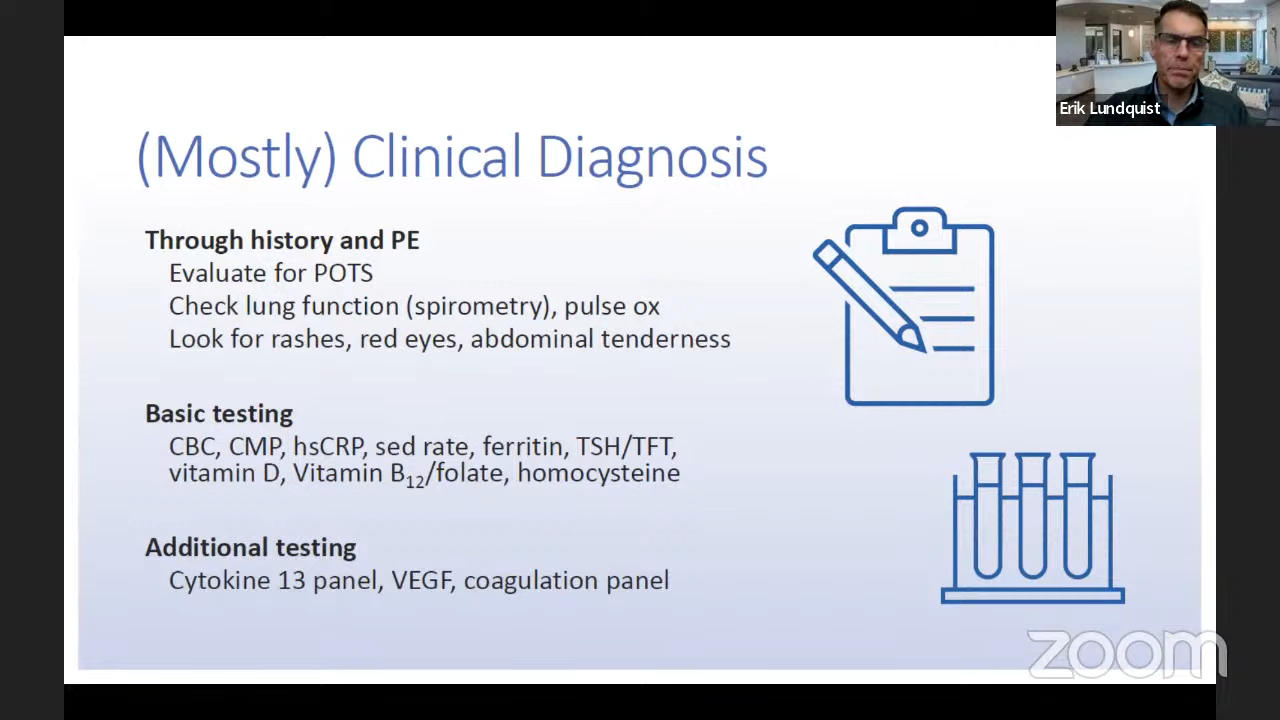 Erik Lundquist
(Mostly) Clinical Diagnosis
Through history and PE
Evaluate for POTS
Check lung function (spirometry), pulse ox
Look for rashes, red eyes, abdominal tenderness
Basic testing
CBC, CMP, hsCRP, sed rate, ferritin, TSH/TFT,
vitamin D, Vitamin B12/folate, homocysteine
Additional testing
Cytokine 13 panel, VEGF, coagulation panel
zoom